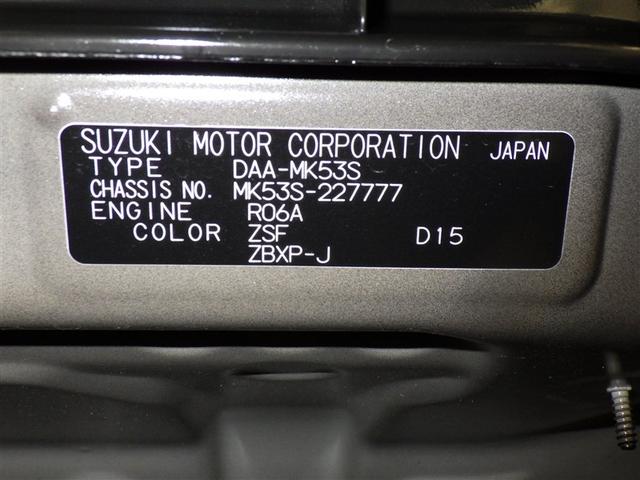 SUZUKI MOTOR CORPORATION JAPAN
TYPE DAA-MK53S
CHASSIS NO. MK53S-227777
ENGINE R06A
COLOR ZSF D15
ZBXP-J